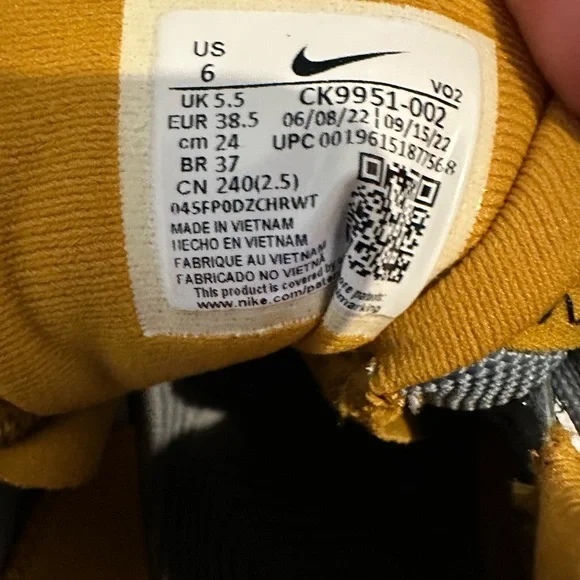 US
6
VO2
UK 5.5
CK9951-002
EUR 38.5
06/08/22 | 09/15/22
cm 24
UPC 00196151877568
BR 37
CN 240(2.5)
045FP0DZCHRWT
MADE IN VIETNAM
HECHO EN VIETNAM
FABRIQUE AU VIETNAM
FABRICADO NO VIETNA
This product is covered by
www.nike.com/pate